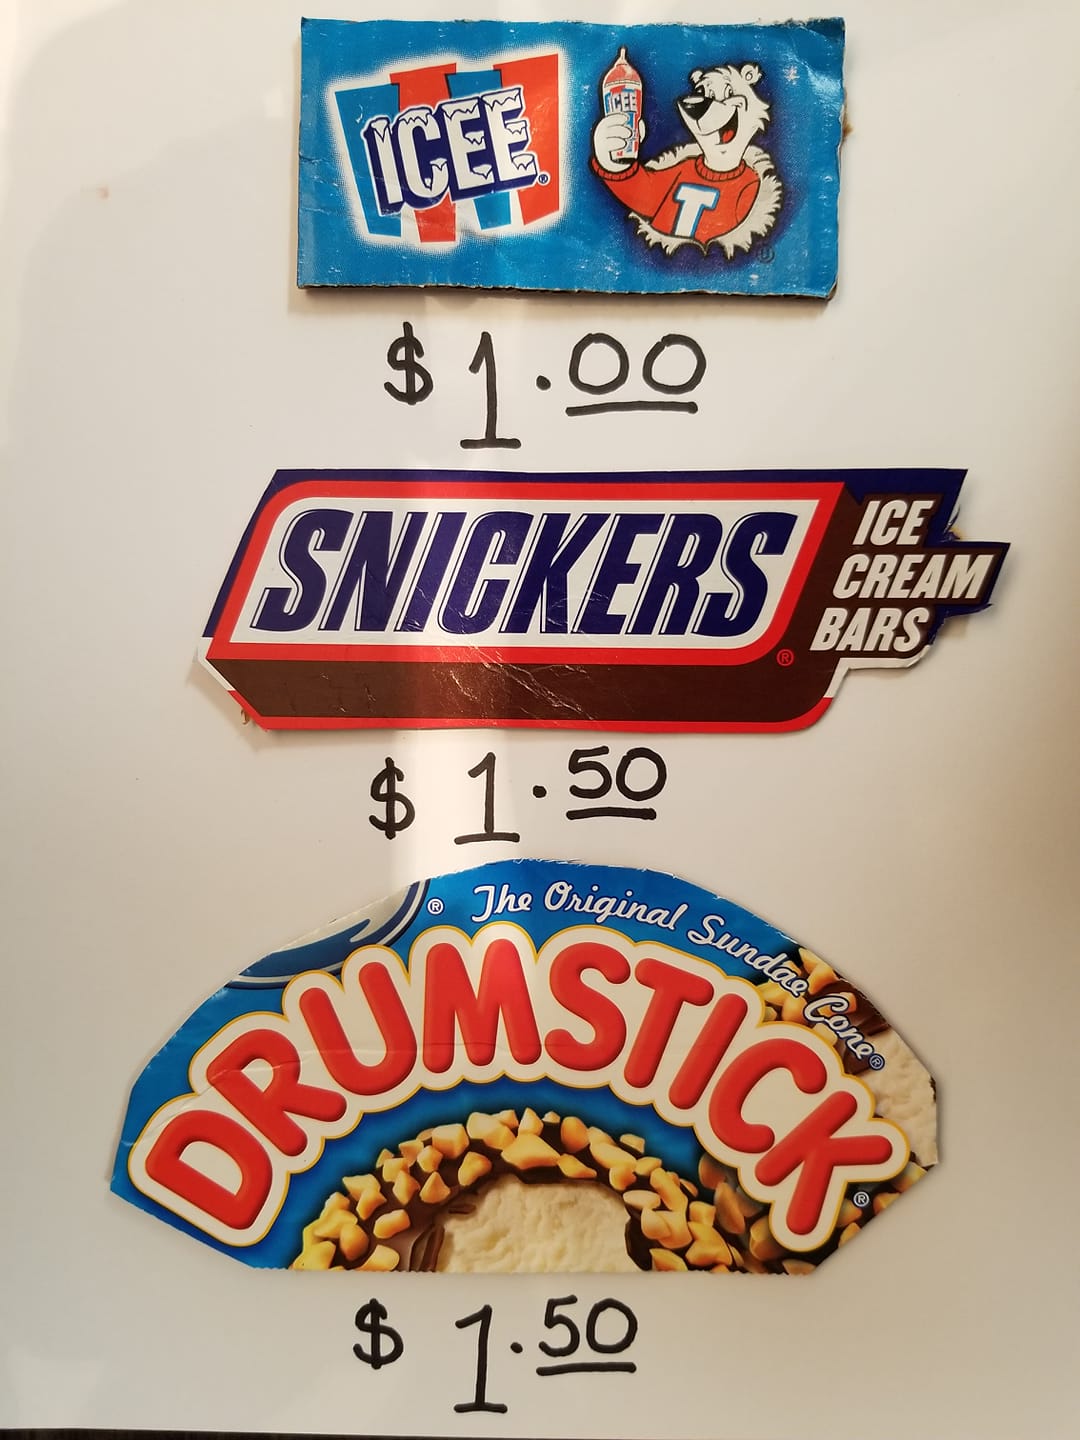 ICEE®
ICEE
T
®
$1.00
SNICKERS®
ICE
CREAM
BARS
$1.50
® The Original Sundae Cone®
DRUMSTICK®
$1.50